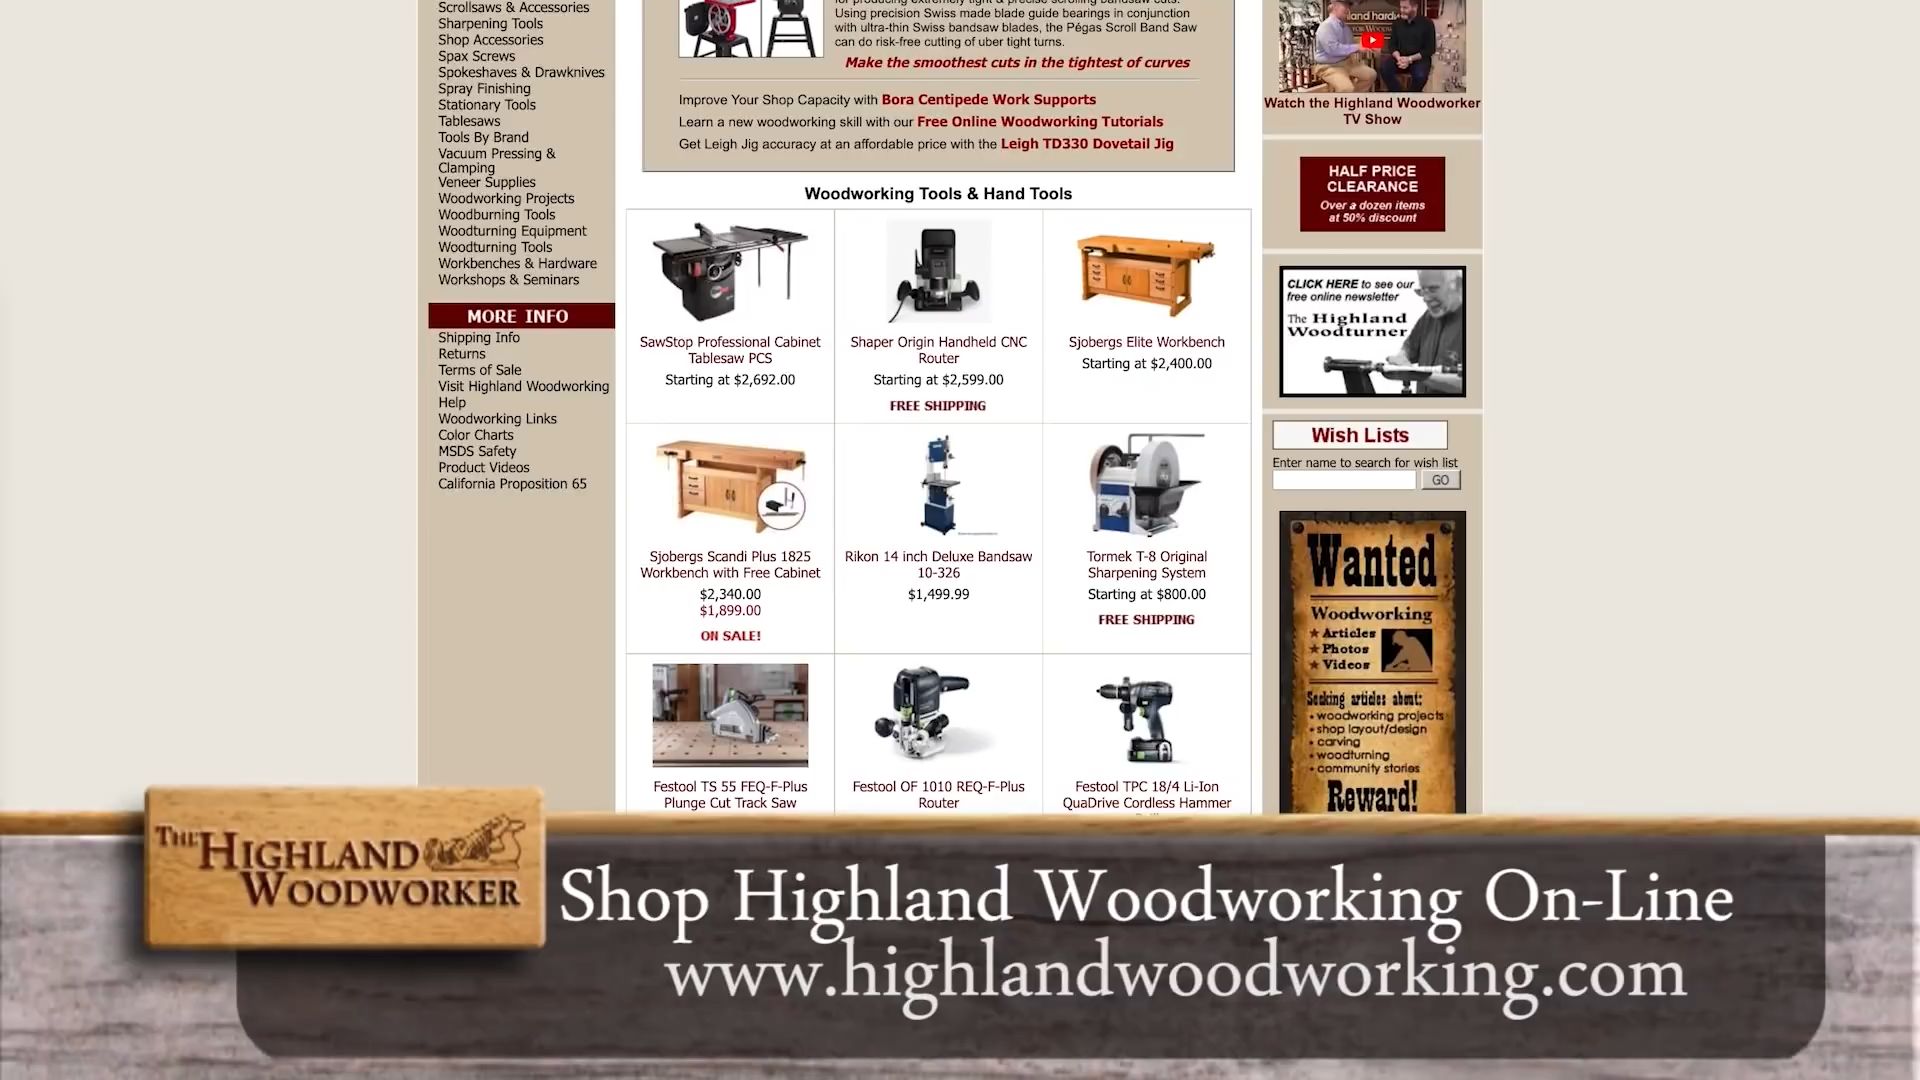 Scrollsaws & Accessories
Sharpening Tools
Shop Accessories
Spax Screws
Spokeshaves & Drawknives
Spray Finishing
Stationary Tools
Tablesaws
Tools By Brand
Vacuum Pressing &
Clamping
Veneer Supplies
Woodworking Projects
Woodburning Tools
Woodturning Equipment
Woodturning Tools
Workbenches & Hardware
Workshops & Seminars
MORE INFO
Shipping Info
Returns
Terms of Sale
Visit Highland Woodworking
Help
Woodworking Links
Color Charts
MSDS Safety
Product Videos
California Proposition 65
for producing extremely tight & precise scrolling bandsaw cuts.
Using precision Swiss made blade guide bearings in conjunction
with ultra-thin Swiss bandsaw blades, the Pégas Scroll Band Saw
can do risk-free cutting of uber tight turns.
Make the smoothest cuts in the tightest of curves
Improve Your Shop Capacity with Bora Centipede Work Supports
Learn a new woodworking skill with our Free Online Woodworking Tutorials
Get Leigh Jig accuracy at an affordable price with the Leigh TD330 Dovetail Jig
Woodworking Tools & Hand Tools
SawStop Professional Cabinet
Tablesaw PCS
Starting at $2,692.00
Shaper Origin Handheld CNC
Router
Starting at $2,599.00
FREE SHIPPING
Sjobergs Elite Workbench
Starting at $2,400.00
Sjobergs Scandi Plus 1825
Workbench with Free Cabinet
$2,340.00
$1,899.00
ON SALE!
Rikon 14 inch Deluxe Bandsaw
10-326
$1,499.99
Tormek T-8 Original
Sharpening System
Starting at $800.00
FREE SHIPPING
Festool TS 55 FEQ-F-Plus
Plunge Cut Track Saw
Festool OF 1010 REQ-F-Plus
Router
Festool TPC 18/4 Li-Ion
QuaDrive Cordless Hammer
Watch the Highland Woodworker
TV Show
HALF PRICE
CLEARANCE
Over a dozen items
at 50% discount
CLICK HERE to see our
free online newsletter
The Highland
Woodturner
Wish Lists
Enter name to search for wish list
GO
Wanted
Woodworking
Articles
Photos
Videos
Seeking articles about:
• woodworking projects
• shop layout/design
• carving
• woodturning
• community stories
Reward!
THE HIGHLAND
WOODWORKER
Shop Highland Woodworking On-Line
www.highlandwoodworking.com